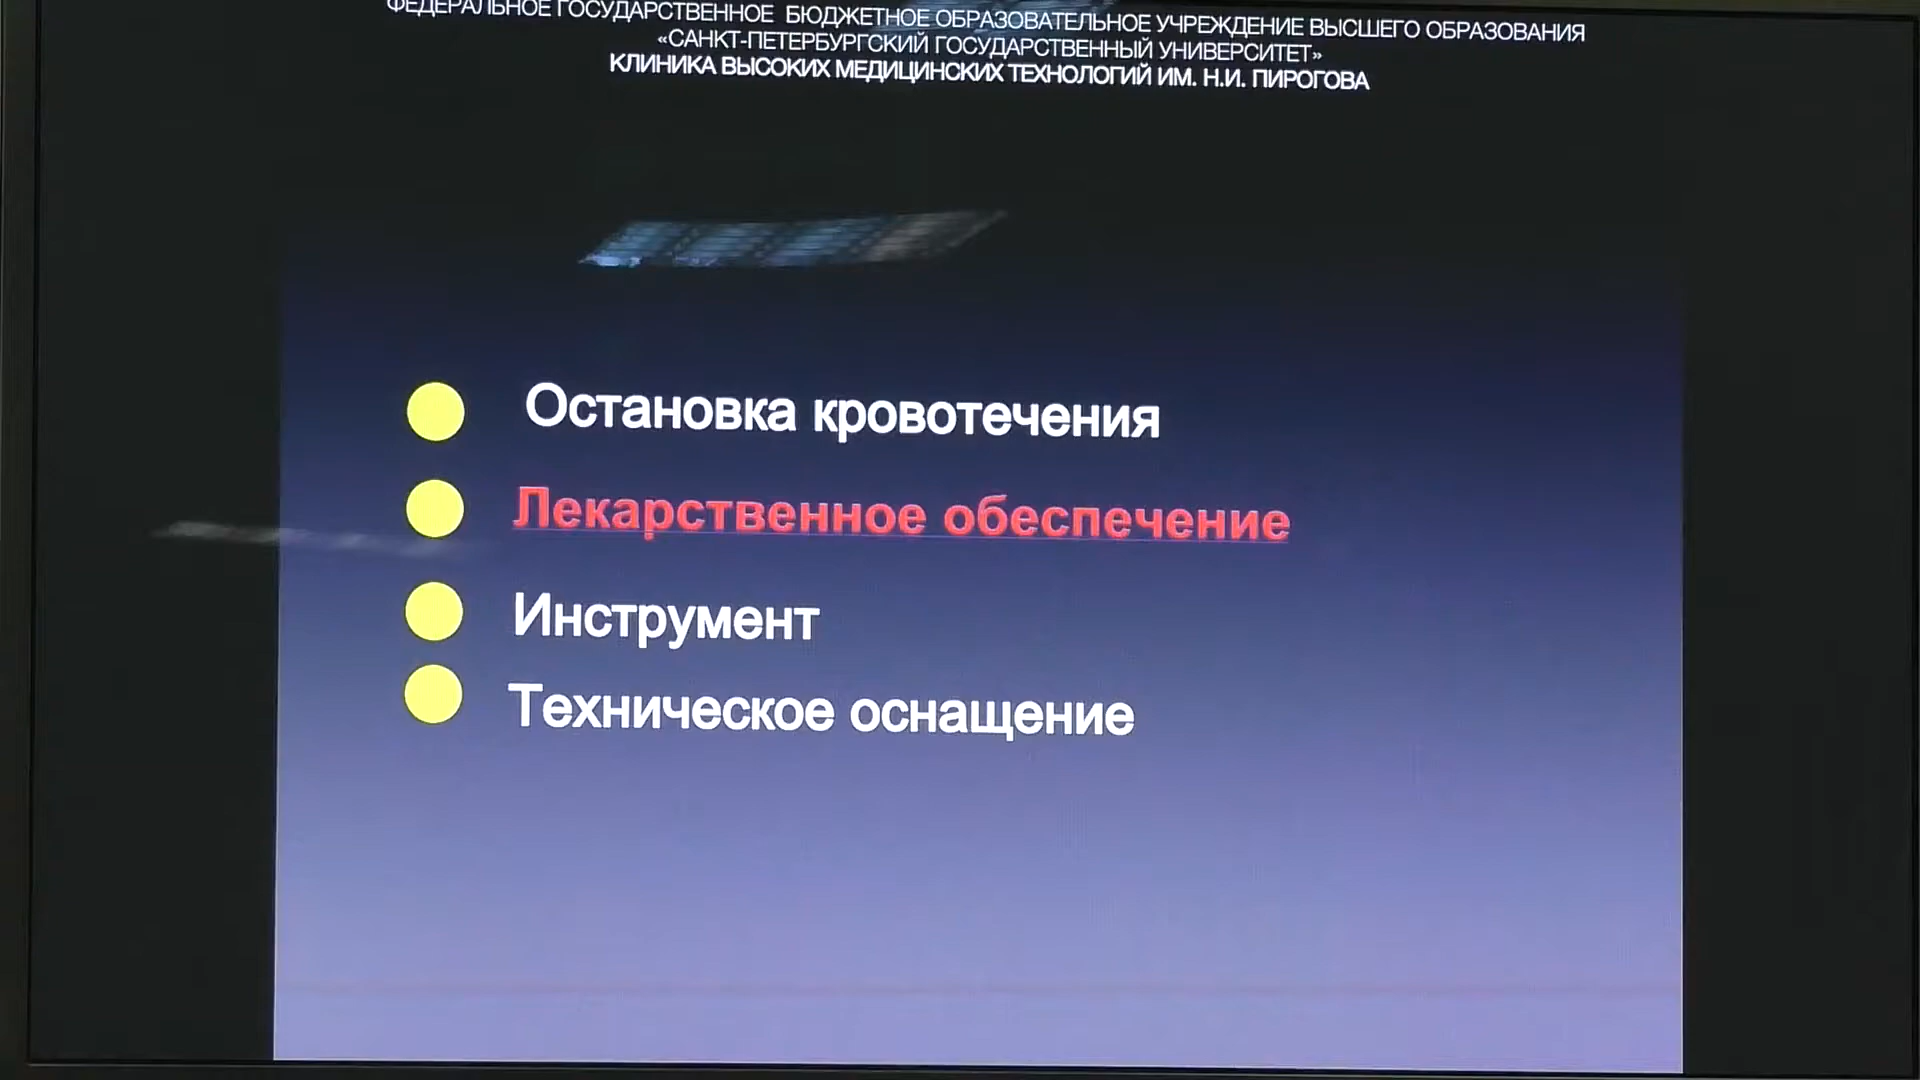 ФЕДЕРАЛЬНОЕ ГОСУДАРСТВЕННОЕ БЮДЖЕТНОЕ ОБРАЗОВАТЕЛЬНОЕ УЧРЕЖДЕНИЕ ВЫСШЕГО ОБРАЗОВАНИЯ
«САНКТ-ПЕТЕРБУРГСКИЙ ГОСУДАРСТВЕННЫЙ УНИВЕРСИТЕТ»
КЛИНИКА ВЫСОКИХ МЕДИЦИНСКИХ ТЕХНОЛОГИЙ ИМ. Н.И. ПИРОГОВА
Остановка кровотечения
Лекарственное обеспечение
Инструмент
Техническое оснащение